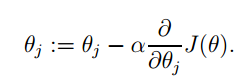 θ_j := θ_j − α ∂/∂θ_j J(θ).